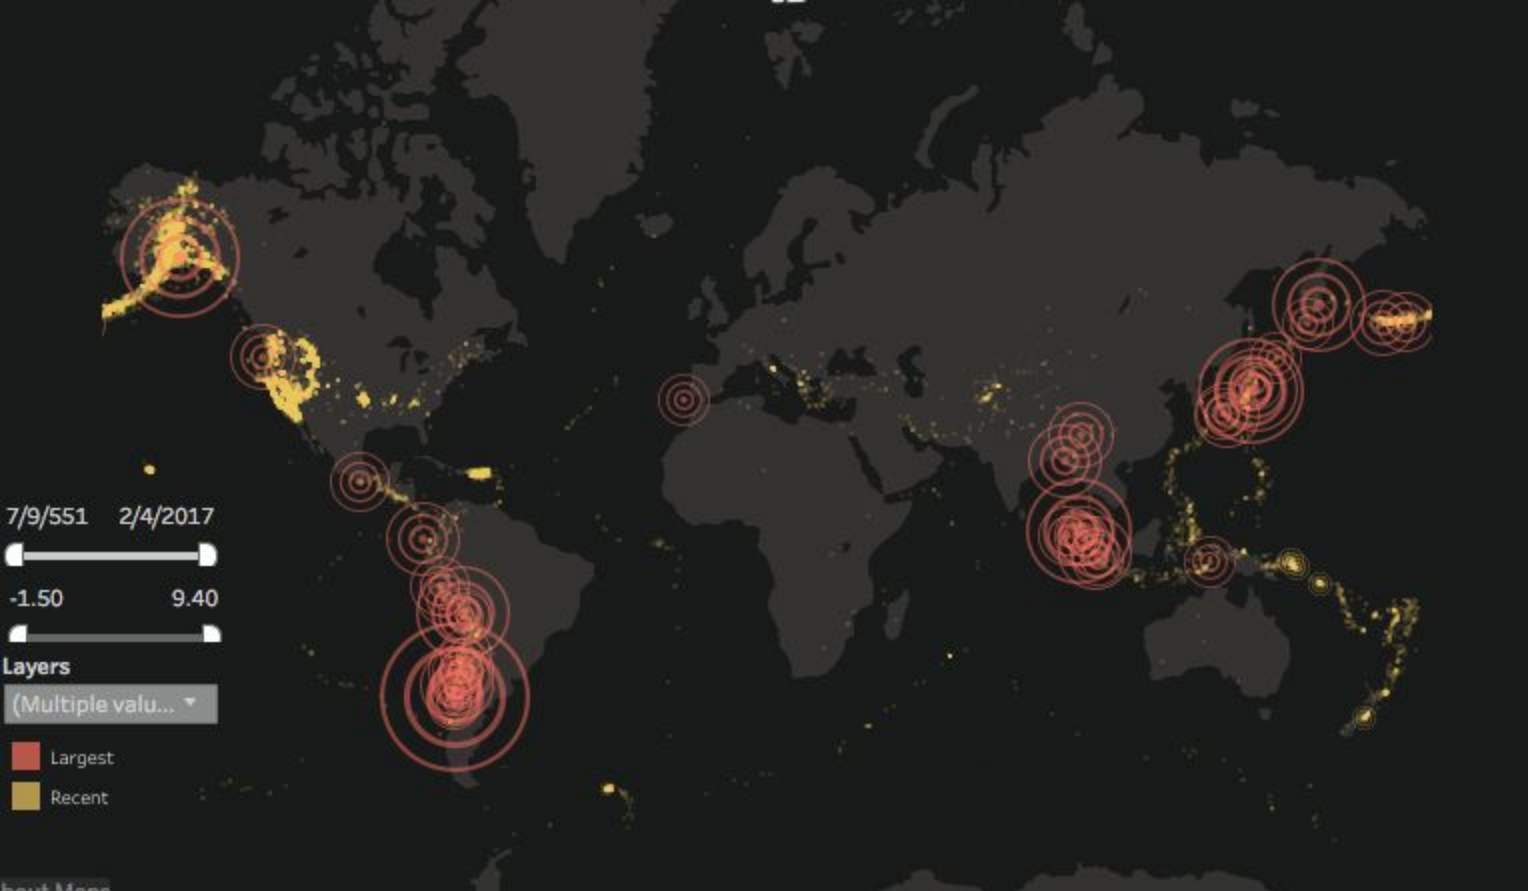 7/9/551 2/4/2017
-1.50 9.40
Layers
(Multiple valu...
Largest
Recent